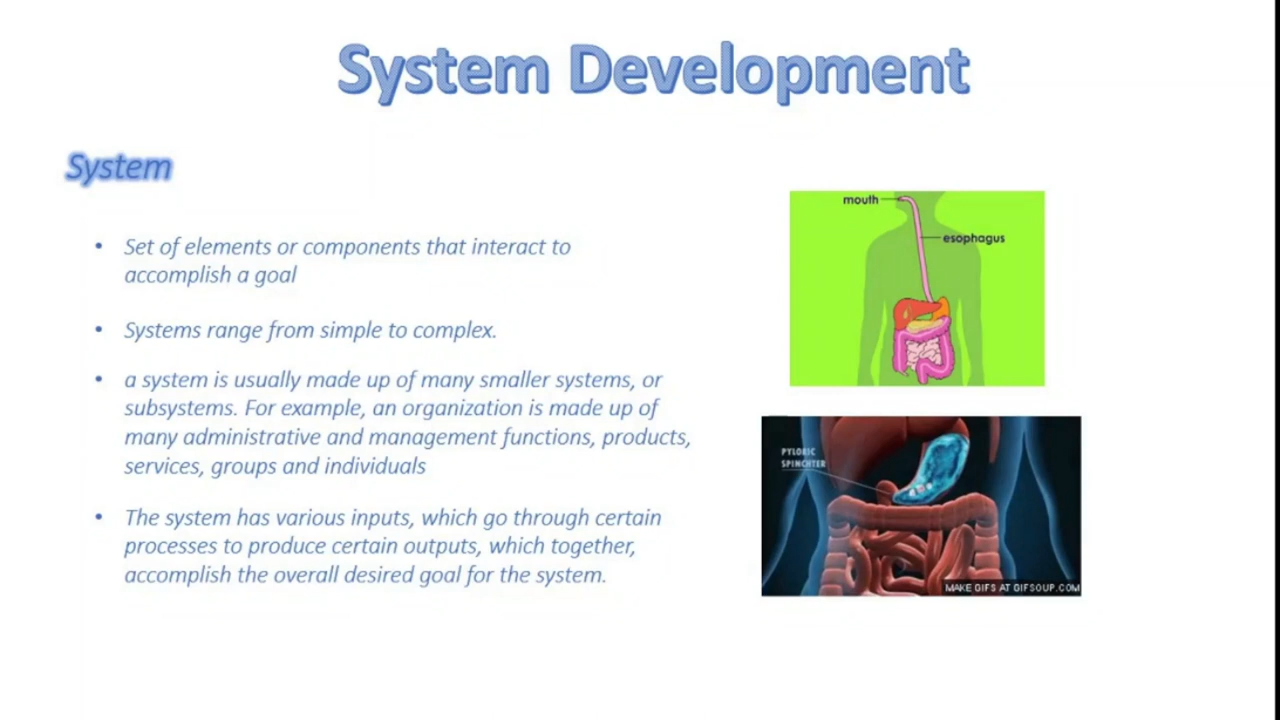 System Development
System
• Set of elements or components that interact to
accomplish a goal
• Systems range from simple to complex.
• a system is usually made up of many smaller systems, or
subsystems. For example, an organization is made up of
many administrative and management functions, products,
services, groups and individuals
• The system has various inputs, which go through certain
processes to produce certain outputs, which together,
accomplish the overall desired goal for the system.
mouth
esophagus
PYLORIC
SPINCHTER
MAKE GIFS AT GIFSOUP.COM